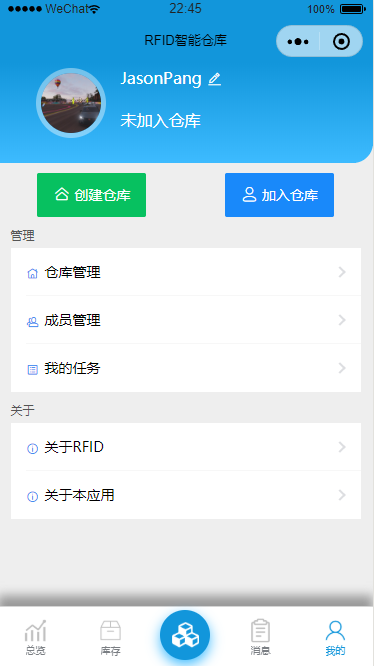 WeChat 22:45 100%
RFID智能仓库
JasonPang
未加入仓库
创建仓库 加入仓库
管理
仓库管理
成员管理
我的任务
关于
关于RFID
关于本应用
总览 库存 消息 我的